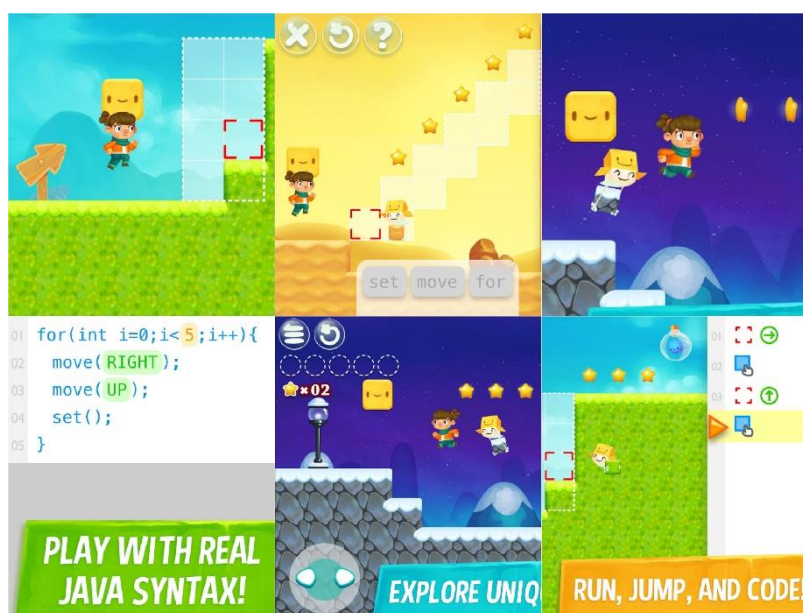 ?
set move for
01 for(int i=0;i<5;i++){
02 move(RIGHT);
03 move(UP);
04 set();
05 }
PLAY WITH REAL
JAVA SYNTAX!
×02
EXPLORE UNIQ
01
02
03
RUN, JUMP, AND CODE!